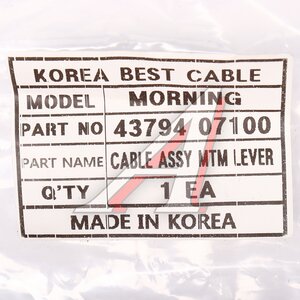 KOREA BEST CABLE
MODEL MORNING
PART NO 43794 07100
PART NAME CABLE ASSY MTM LEVER
Q'TY 1 EA
MADE IN KOREA